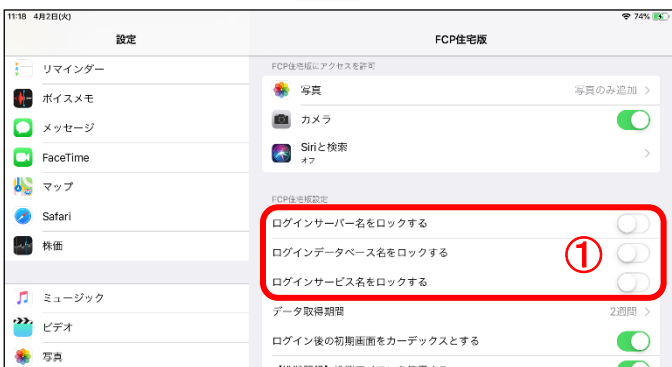 11:18 4月2日(火)
74%
設定
FCP住宅版
リマインダー
ボイスメモ
メッセージ
FaceTime
マップ
Safari
株価
ミュージック
ビデオ
写真
FCP住宅版にアクセスを許可
写真
写真のみ追加
カメラ
Siriと検索
オフ
FCP住宅版設定
ログインサーバー名をロックする
ログインデータベース名をロックする
ログインサービス名をロックする
①
データ取得期間
2週間
ログイン後の初期画面をカーデックスとする